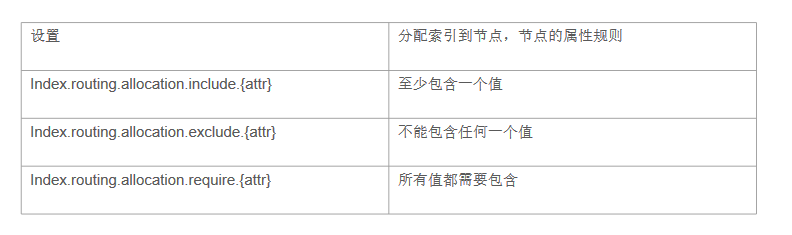 设置
分配索引到节点，节点的属性规则
Index.routing.allocation.include.{attr}
至少包含一个值
Index.routing.allocation.exclude.{attr}
不能包含任何一个值
Index.routing.allocation.require.{attr}
所有值都需要包含